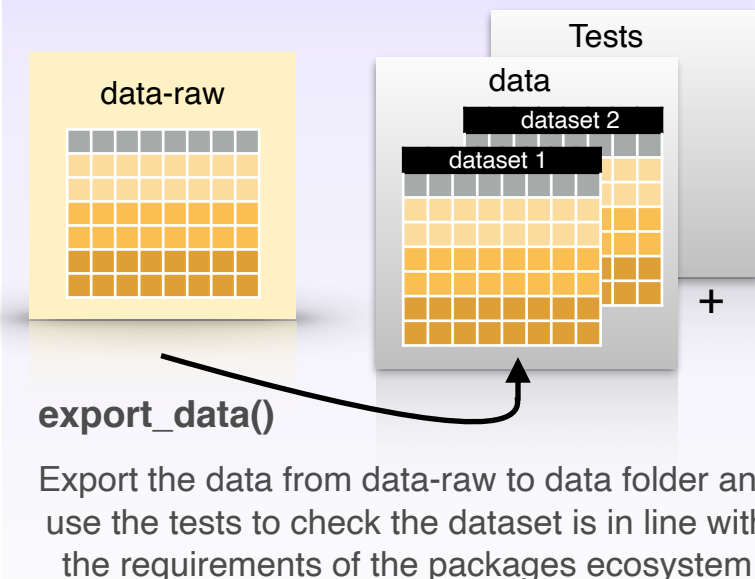 Tests
data-raw
data
dataset 2
dataset 1
+
export_data()
Export the data from data-raw to data folder an
use the tests to check the dataset is in line with
the requirements of the packages ecosystem